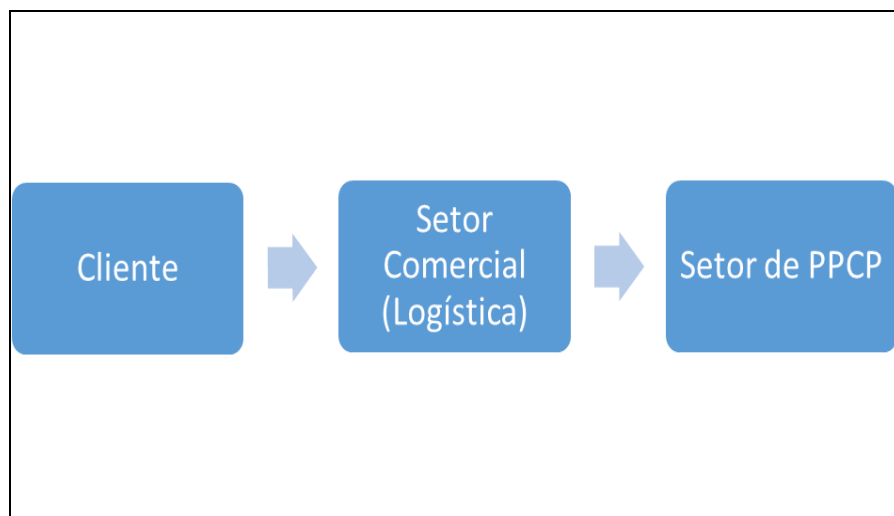 Cliente
Setor
Comercial
(Logística)
Setor de PPCP